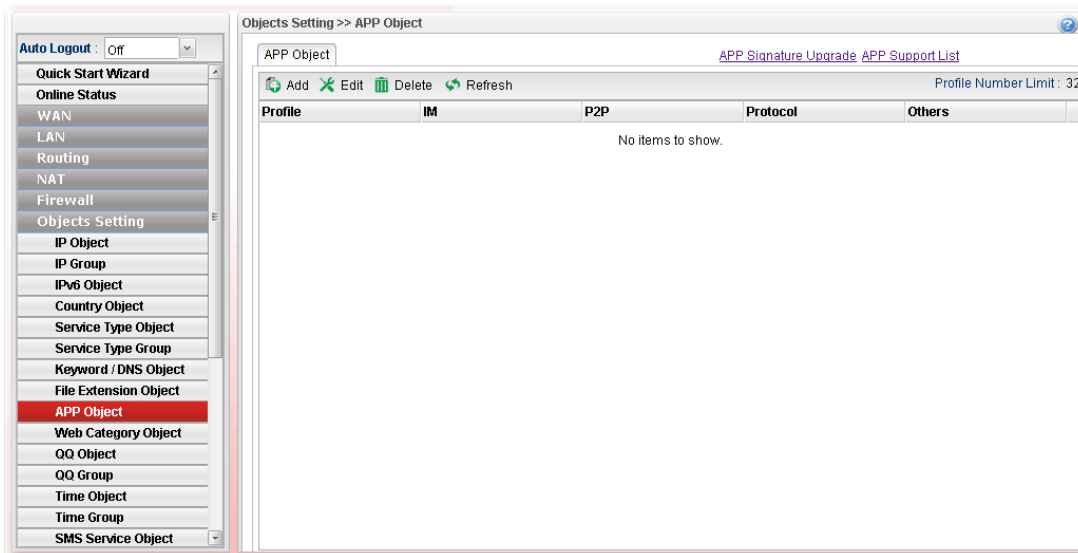 Objects Setting >> APP Object
Auto Logout : Off
Quick Start Wizard
Online Status
WAN
LAN
Routing
NAT
Firewall
Objects Setting
IP Object
IP Group
IPv6 Object
Country Object
Service Type Object
Service Type Group
Keyword / DNS Object
File Extension Object
APP Object
Web Category Object
QQ Object
QQ Group
Time Object
Time Group
SMS Service Object
APP Object
APP Signature Upgrade APP Support List
Add Edit Delete Refresh
Profile Number Limit : 32
Profile IM P2P Protocol Others
No items to show.